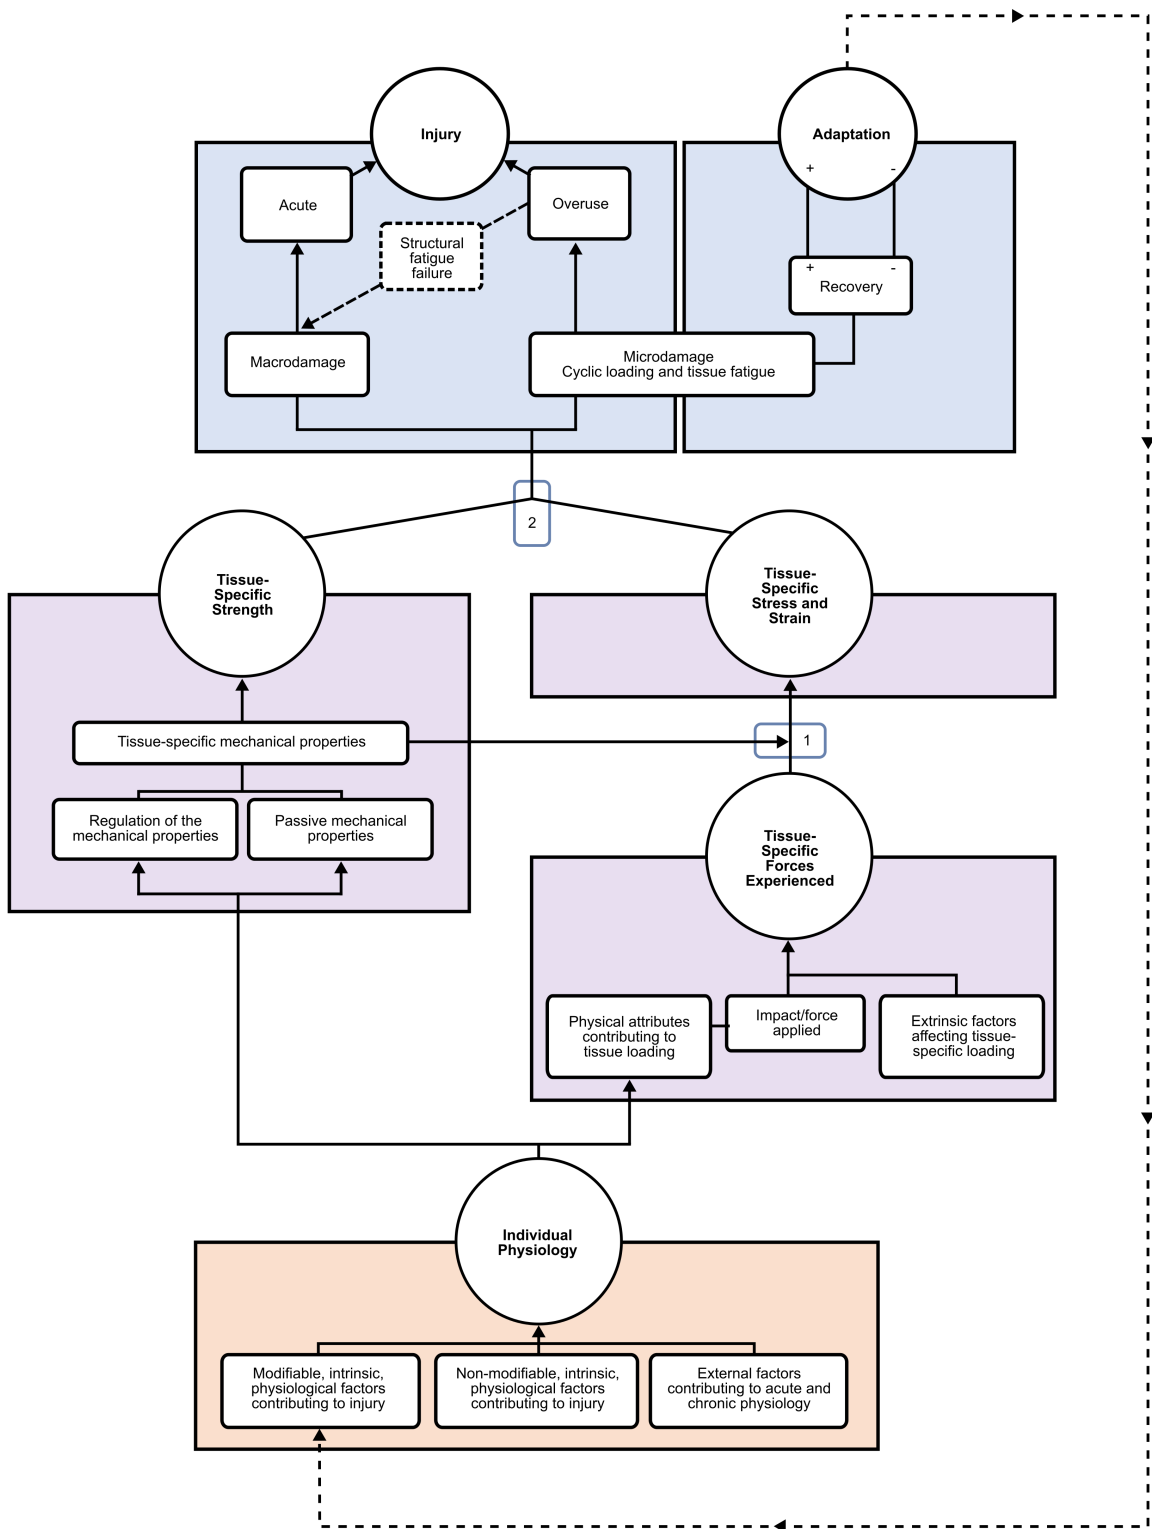 Injury
Adaptation
Acute
Overuse
+ -
Structural
fatigue
failure
+ -
Recovery
Macrodamage
Microdamage
Cyclic loading and tissue fatigue
2
Tissue-
Specific
Strength
Tissue-
Specific
Stress and
Strain
Tissue-specific mechanical properties
1
Regulation of the
mechanical properties
Passive mechanical
properties
Tissue-
Specific
Forces
Experienced
Physical attributes
contributing to
tissue loading
Impact/force
applied
Extrinsic factors
affecting tissue-
specific loading
Individual
Physiology
Modifiable, intrinsic,
physiological factors
contributing to injury
Non-modifiable, intrinsic,
physiological factors
contributing to injury
External factors
contributing to acute and
chronic physiology